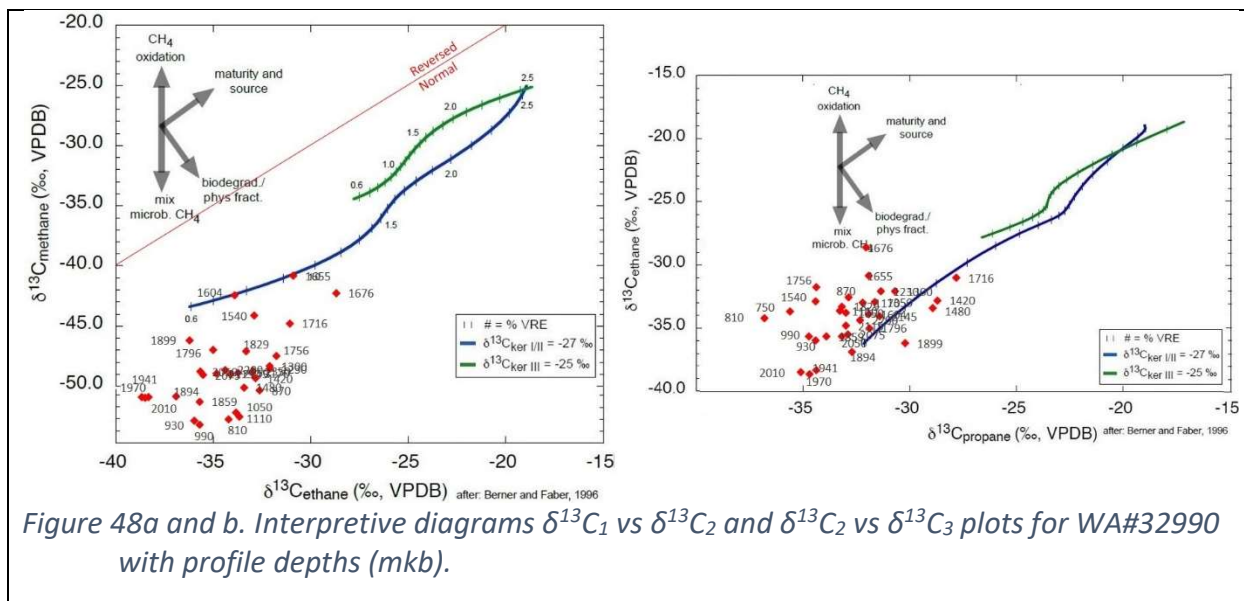 -20.0
-25.0
-30.0
-35.0
-40.0
-45.0
-50.0
δ¹³Cmethane (‰, VPDB)
CH4
oxidation
maturity and
source
biodegrad./
phys fract.
mix
microb. CH4
Reversed
Normal
2.5
2.0
1.5
1.0
0.6
2.5
2.0
1.5
0.6
1604
1655
1676
1540
1716
1899
1796
1829
1756
1300
1420
1480
870
1941
1970
2010
1894
1859
1050
1110
930
990
810
# = % VRE
δ¹³Cker I/II = -27 ‰
δ¹³Cker III = -25 ‰
-40 -35 -30 -25 -20 -15
δ¹³Cethane (‰, VPDB) after: Berner and Faber, 1996
-15.0
-20.0
-25.0
-30.0
-35.0
-40.0
δ¹³Cethane (‰, VPDB)
CH4
oxidation
maturity and
source
biodegrad./
phys fract.
mix
microb. CH4
1676
1655
1716
1756
870
1540
750
810
1420
1480
990
930
1796
1899
1894
2010
1941
1970
# = % VRE
δ¹³Cker I/II = -27 ‰
δ¹³Cker III = -25 ‰
-35 -30 -25 -20 -15
δ¹³Cpropane (‰, VPDB) after: Berner and Faber, 1996
Figure 48a and b. Interpretive diagrams δ¹³C₁ vs δ¹³C₂ and δ¹³C₂ vs δ¹³C₃ plots for WA#32990
with profile depths (mkb).